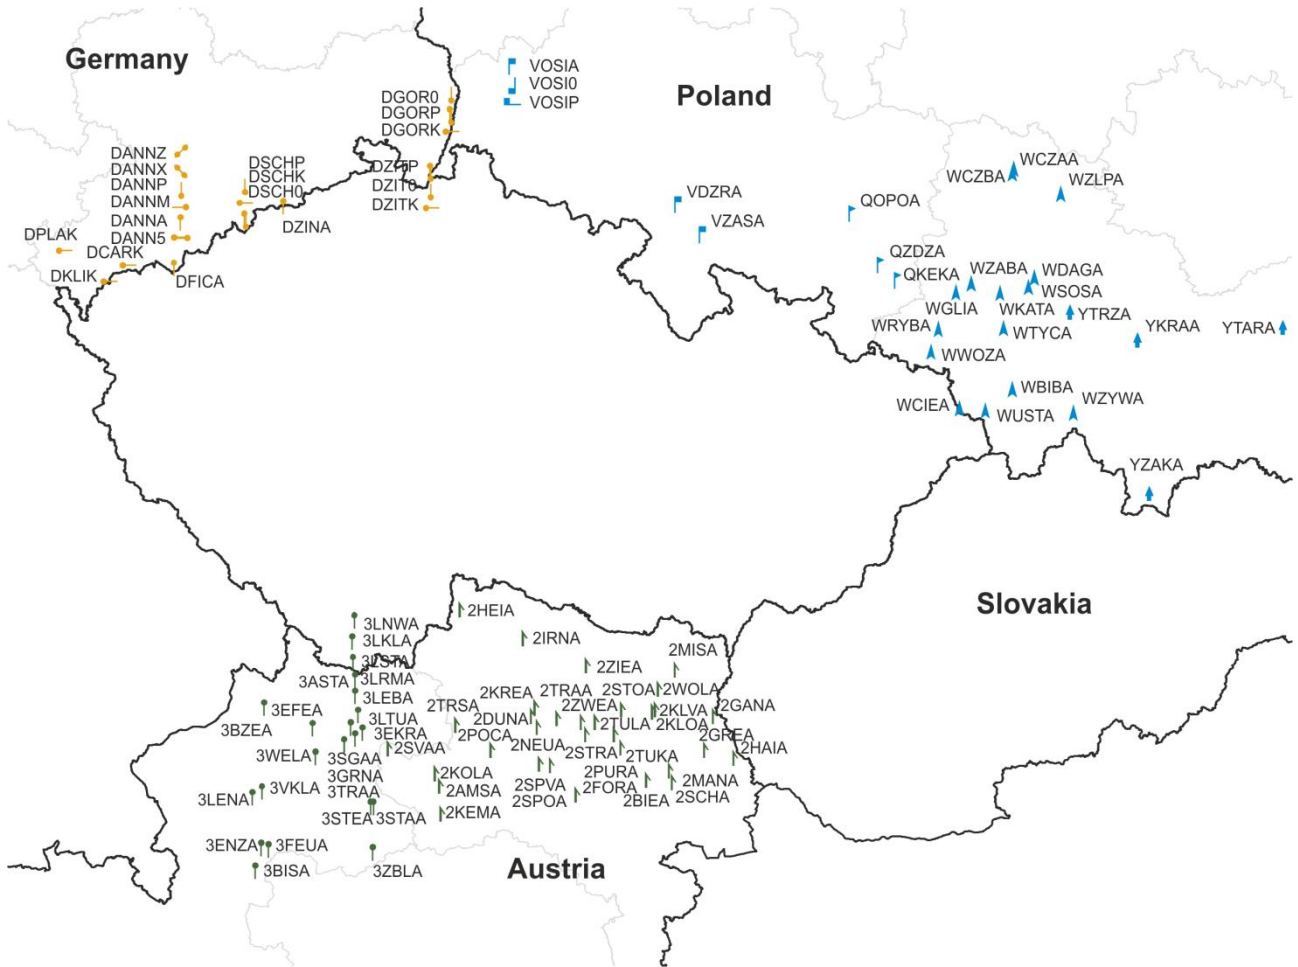 Germany
Poland
VOSIA
VOSI0
VOSIP
DGOR0
DGORP
DGORK
DANNZ
DANNX
DANNP
DANNM
DANNA
DANN5
DSCHP
DSCHK
DSCH0
DZITP
DZIT0
DZITK
DZINA
DPLAK
DCARK
DKLIK
DFICA
VDZRA
VZASA
QOPOA
QZDZA
QKEKA
WCZAA
WCZBA
WZLPA
WZABA
WDAGA
WSOSA
WGLIA
WKATA
YTRZA
WRYBA
WTYCA
YKRAA
YTARA
WWOZA
WBIBA
WCIEA
WUSTA
WZYWA
YZAKA
Slovakia
3LNWA
3LKLA
3LSTA
3ASTA
3LRMA
3LEBA
3EFEA
3BZEA
3LTUA
3EKRA
3WELA
3SGAA
3GRNA
3TRAA
3LENA
3VKLA
3STEA
3STAA
3ENZA
3FEUA
3BISA
3ZBLA
2HEIA
2IRNA
2ZIEA
2MISA
2KREA
2TRAA
2STOA
2WOLA
2TRSA
2DUNA
2ZWEA
2KLVA
2GANA
2POCA
2TULA
2KLOA
2SVAA
2NEUA
2STRA
2GREA
2TUKA
2HAIA
2KOLA
2AMSA
2PURA
2SPVA
2FORA
2MANA
2SPOA
2BIEA
2SCHA
2KEMA
Austria